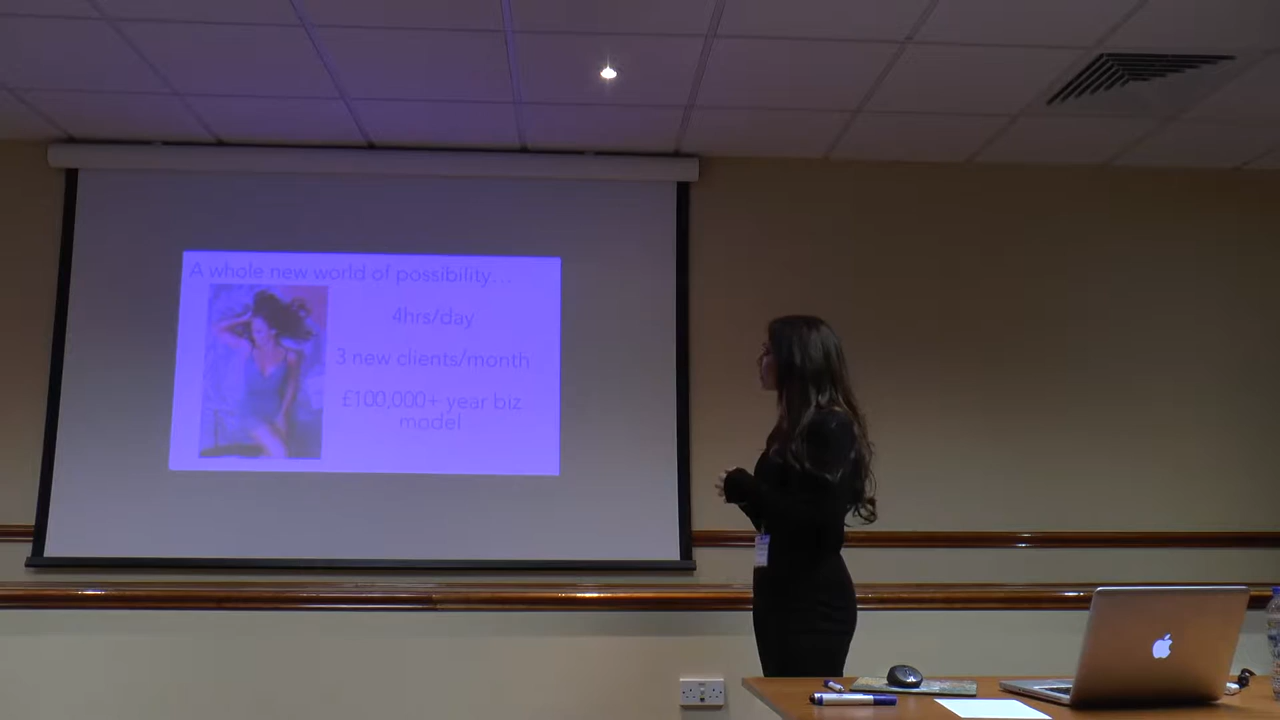 A whole new world of possibility...
4hrs/day
3 new clients/month
£100,000+ year biz
model